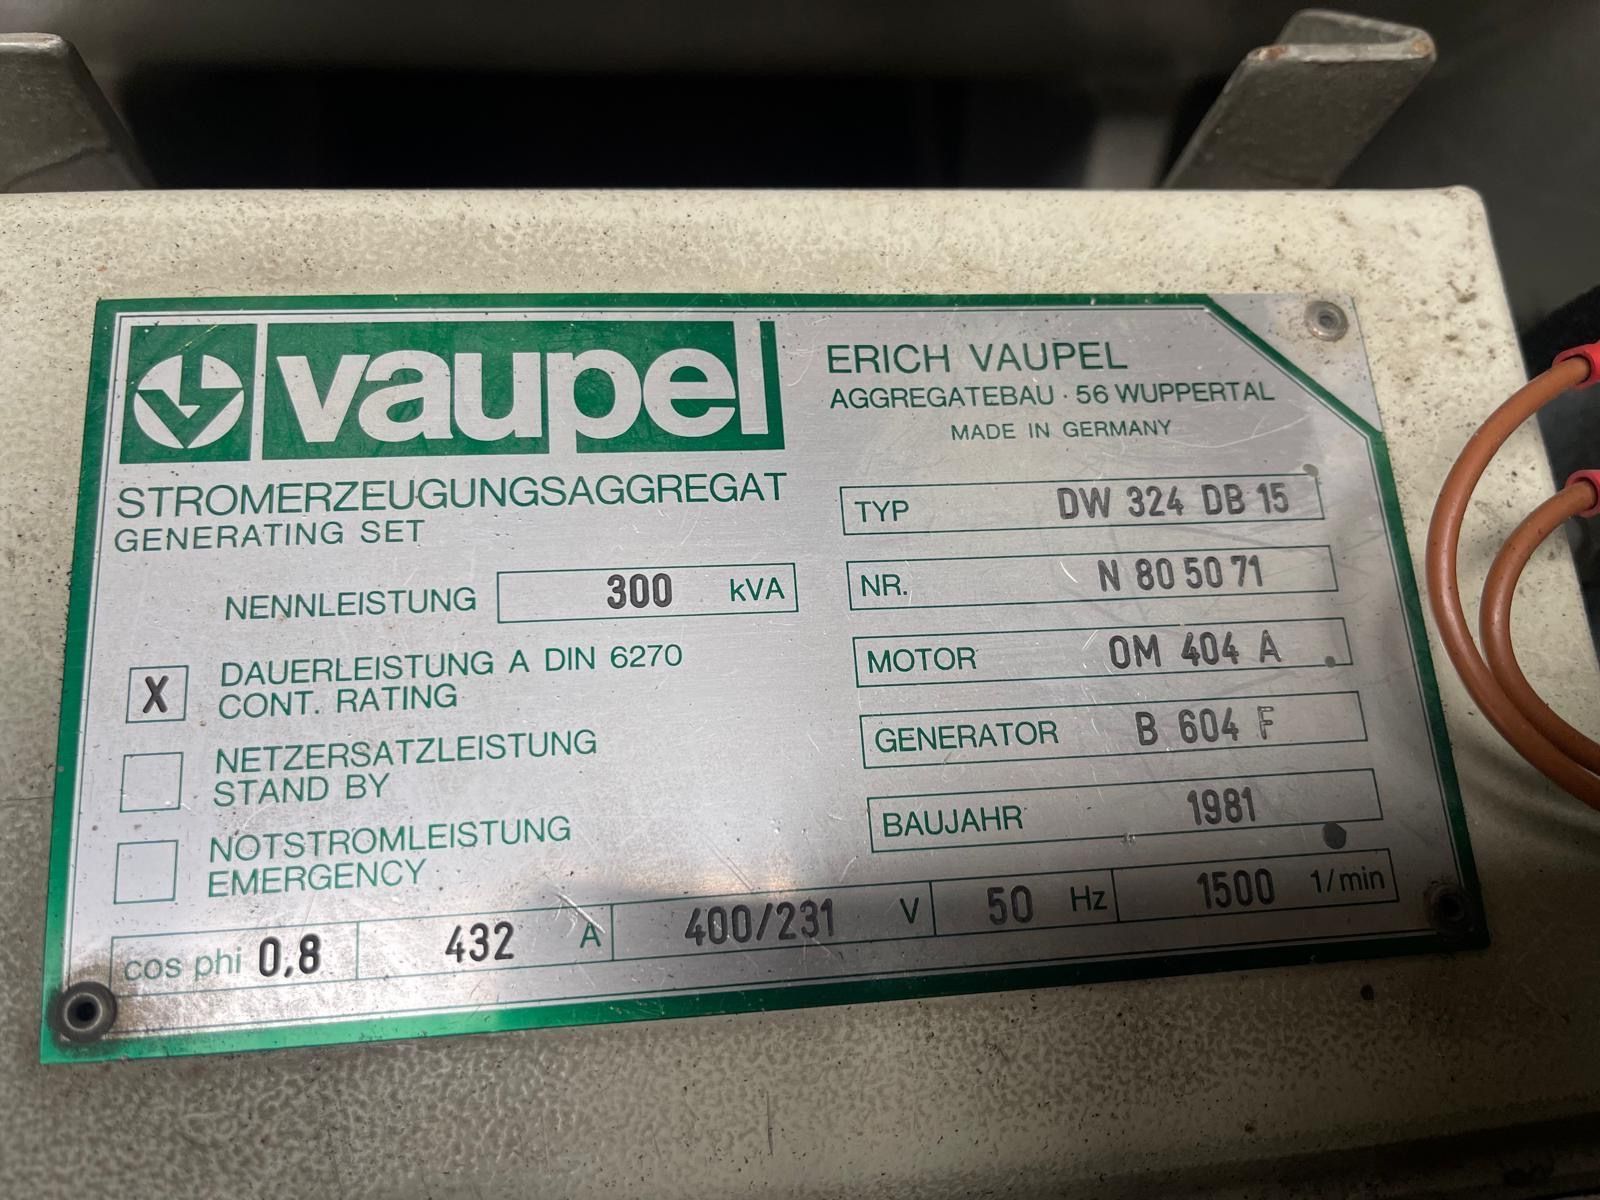 vaupel
ERICH VAUPEL
AGGREGATEBAU · 56 WUPPERTAL
MADE IN GERMANY
STROMERZEUGUNGSAGGREGAT
GENERATING SET
NENNLEISTUNG 300 kVA
X DAUERLEISTUNG A DIN 6270
CONT. RATING
NETZERSATZLEISTUNG
STAND BY
NOTSTROMLEISTUNG
EMERGENCY
TYP DW 324 DB 15
NR. N 80 50 71
MOTOR OM 404 A
GENERATOR B 604 F
BAUJAHR 1981
cos phi 0,8 432 A 400/231 V 50 Hz 1500 1/min